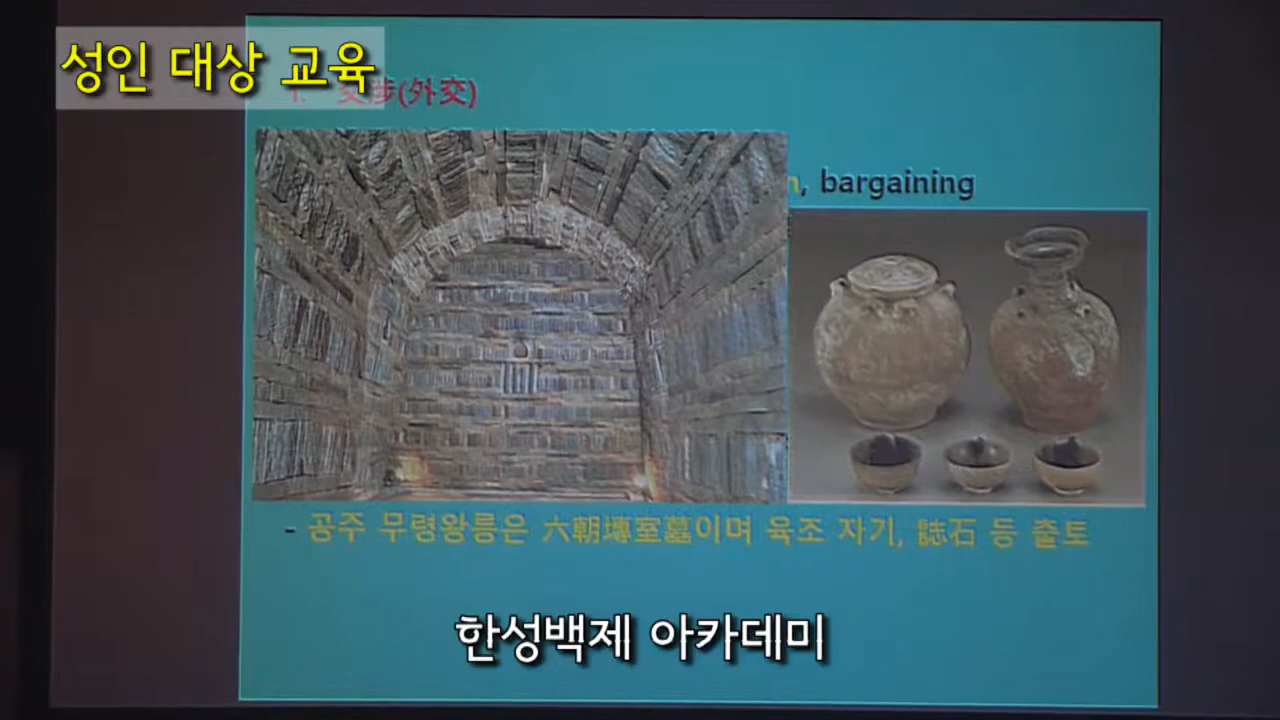 성인 대상 교육
交涉(外交)
, bargaining
- 공주 무령왕릉은 六朝塼室墓이며 육조 자기, 誌石 등 출토
한성백제 아카데미